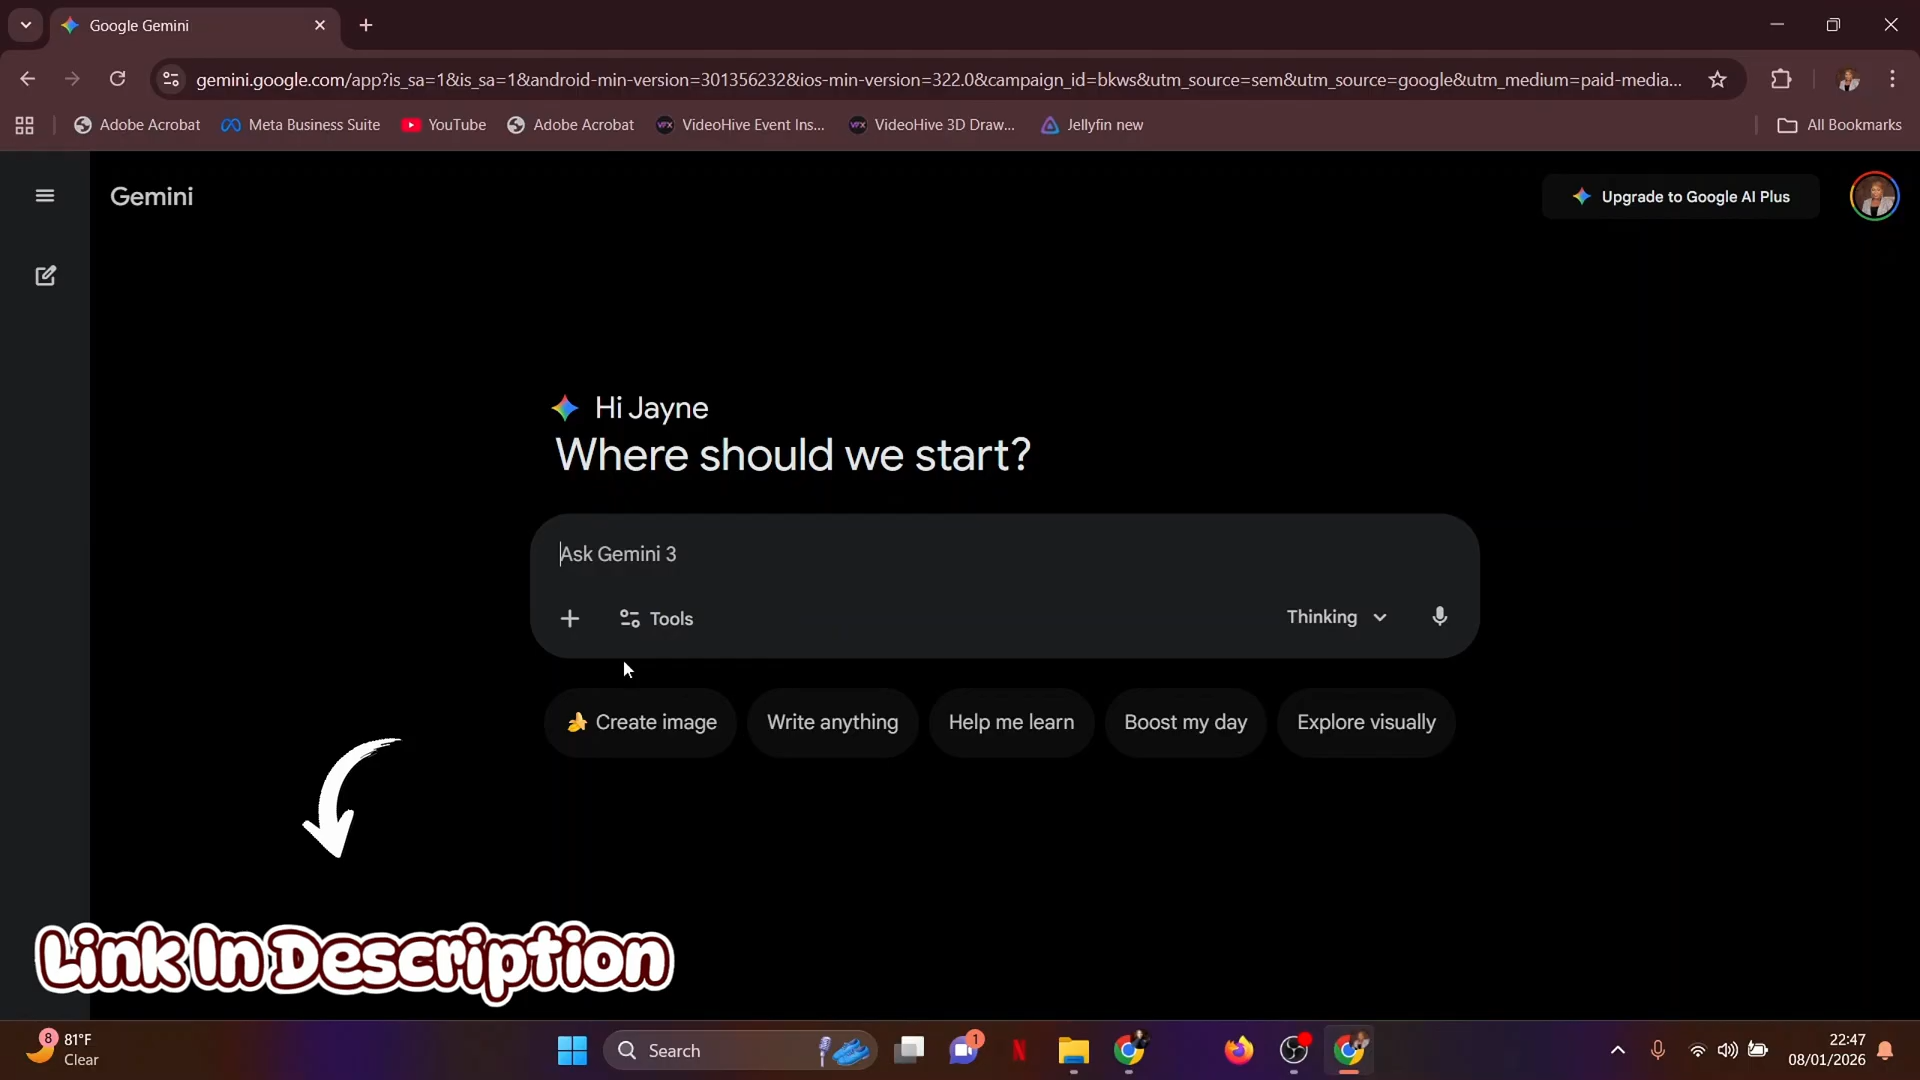 Google Gemini
gemini.google.com/app?is_sa=1&is_sa=1&android-min-version=301356232&ios-min-version=322.0&campaign_id=bkws&utm_source=sem&utm_source=google&utm_medium=paid-media...
Adobe Acrobat
Meta Business Suite
YouTube
Adobe Acrobat
VideoHive Event Ins...
VideoHive 3D Draw...
Jellyfin new
All Bookmarks
Gemini
Upgrade to Google AI Plus
Hi Jayne
Where should we start?
Ask Gemini 3
Tools
Thinking
Create image
Write anything
Help me learn
Boost my day
Explore visually
Link In Description
8
81°F
Clear
Search
1
22:47
08/01/2026